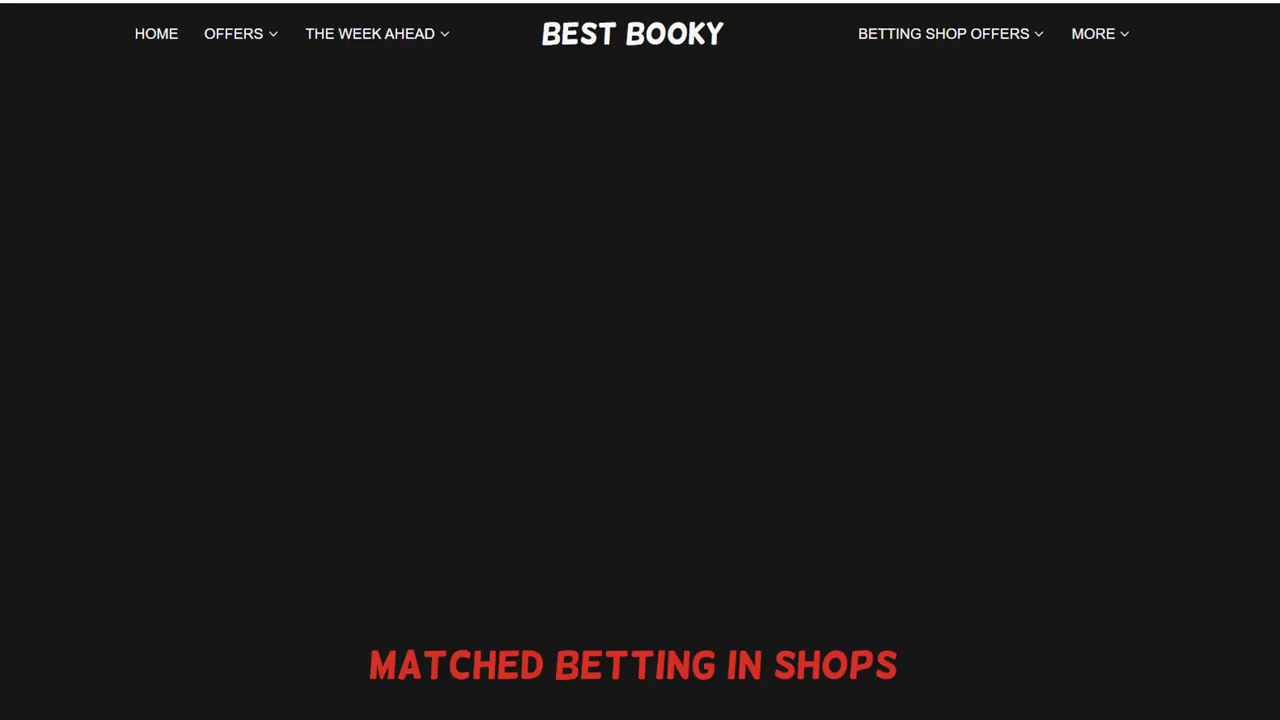 HOME OFFERS THE WEEK AHEAD BEST BOOKY BETTING SHOP OFFERS MORE
MATCHED BETTING IN SHOPS